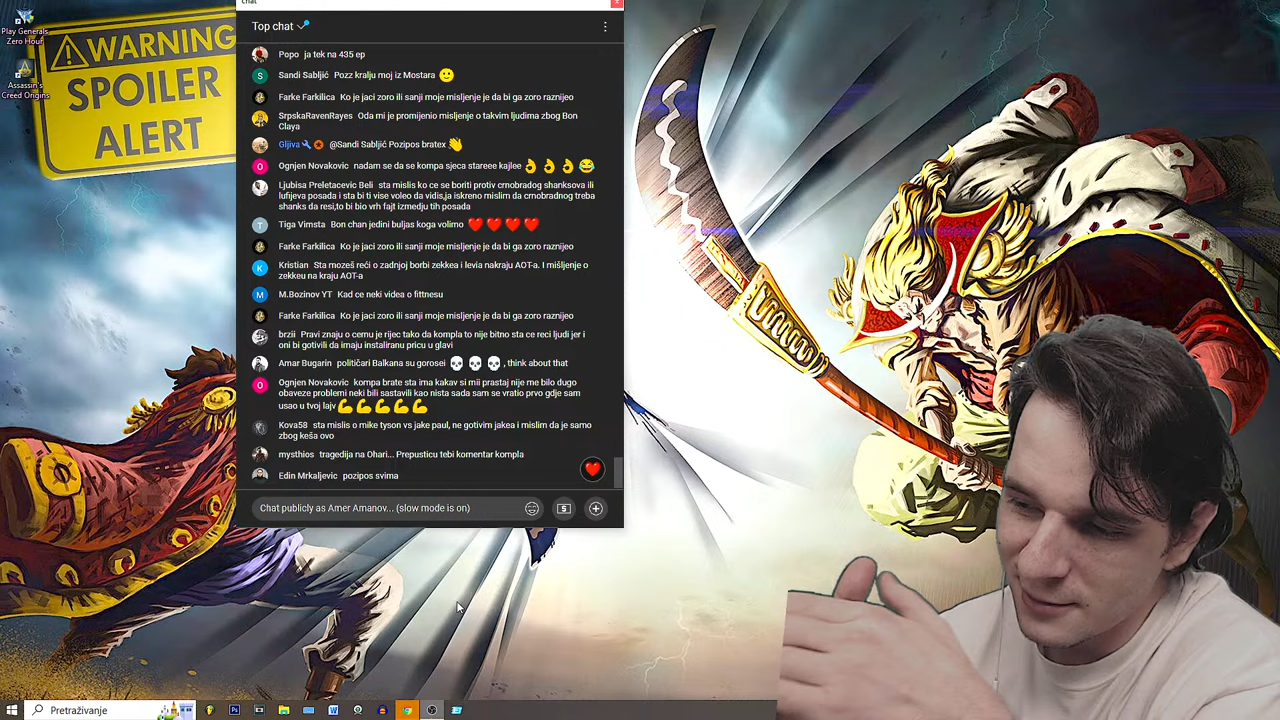 Chat
Play Generals
Zero Hour
Assassin's
Creed Origins
WARNING
SPOILER
ALERT
Top chat
Popo ja tek na 435 ep
S
Sandi Sabljić Pozz kralju moj iz Mostara 🙂
Farke Farkilica Ko je jaci zoro ili sanji moje misljenje je da bi ga zoro raznijeo
SrpskaRavenRayes Oda mi je promijenio misljenje o takvim ljudima zbog Bon
Claya
Gljiva @Sandi Sabljić Pozipos bratex 👋
O
Ognjen Novakovic nadam se da se kompa sjeca stareee kajlee 👌 👌 👌 😂
Ljubisa Preletacevic Beli sta mislis ko ce se boriti protiv crnobradog shanksova ili
lufijeva posada i sta bi ti vise voleo da vidis,ja iskreno mislim da crnobradnog treba
shanks da resi,to bi bio vrh fajt izmedju tih posada
T
Tiga Vimsta Bon chan jedini buljas koga volimo ❤️ ❤️ ❤️ ❤️
Farke Farkilica Ko je jaci zoro ili sanji moje misljenje je da bi ga zoro raznijeo
K
Kristian Sta mozeš reći o zadnjoj borbi zekkea i levia nakraju AOT-a. I mišljenje o
zekkeu na kraju AOT-a
M
M.Bozinov YT Kad ce neki videa o fittnesu
Farke Farkilica Ko je jaci zoro ili sanji moje misljenje je da bi ga zoro raznijeo
brzii Pravi znaju o cemu je rijec tako da kompla to nije bitno sta ce reci ljudi jer i
oni bi gotivili da imaju instaliranu pricu u glavi
Amar Bugarin političari Balkana su gorosei 💀 💀 💀 , think about that
O
Ognjen Novakovic kompa brate sta ima kakav si mii prastaj nije me bilo dugo
obaveze problemi neki bili sastavili kao nista sada sam se vratio prvo gdje sam
usao u tvoj lajv 💪 💪 💪 💪 💪
Kova58 sta mislis o mike tyson vs jake paul, ne gotivim jakea i mislim da je samo
zbog keša ovo
mysthios tragedija na Ohari... Prepusticu tebi komentar kompla
Edin Mrkaljevic pozipos svima
Chat publicly as Amer Amanov... (slow mode is on)
Pretraživanje